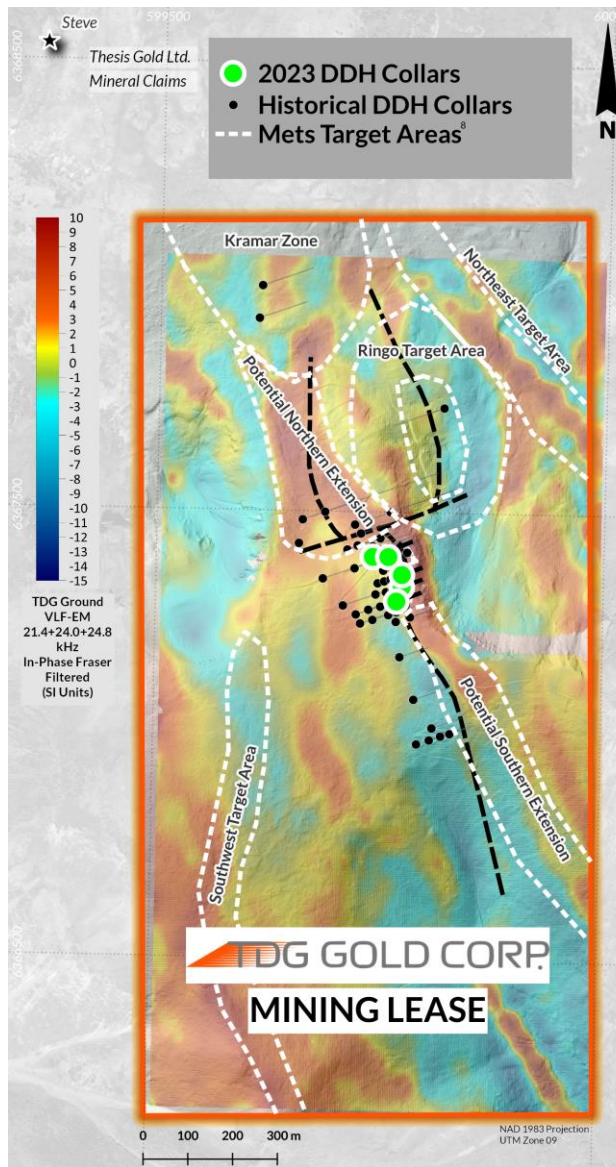 Steve
599500
600
6368500
Thesis Gold Ltd.
Mineral Claims
2023 DDH Collars
Historical DDH Collars
Mets Target Areas⁸
N
Kramar Zone
Northeast Target Area
Ringo Target Area
Potential Northern Extension
10
9
8
7
6
5
4
3
2
1
0
-1
-2
-3
-4
-5
-6
-7
-8
-9
-10
-11
-12
-13
-14
-15
TDG Ground
VLF-EM
21.4+24.0+24.8
kHz
In-Phase Fraser
Filtered
(SI Units)
6367500
Potential Southern Extension
Southwest Target Area
TDG GOLD CORP.
MINING LEASE
NAD 1983 Projection
UTM Zone 09
0 100 200 300 m